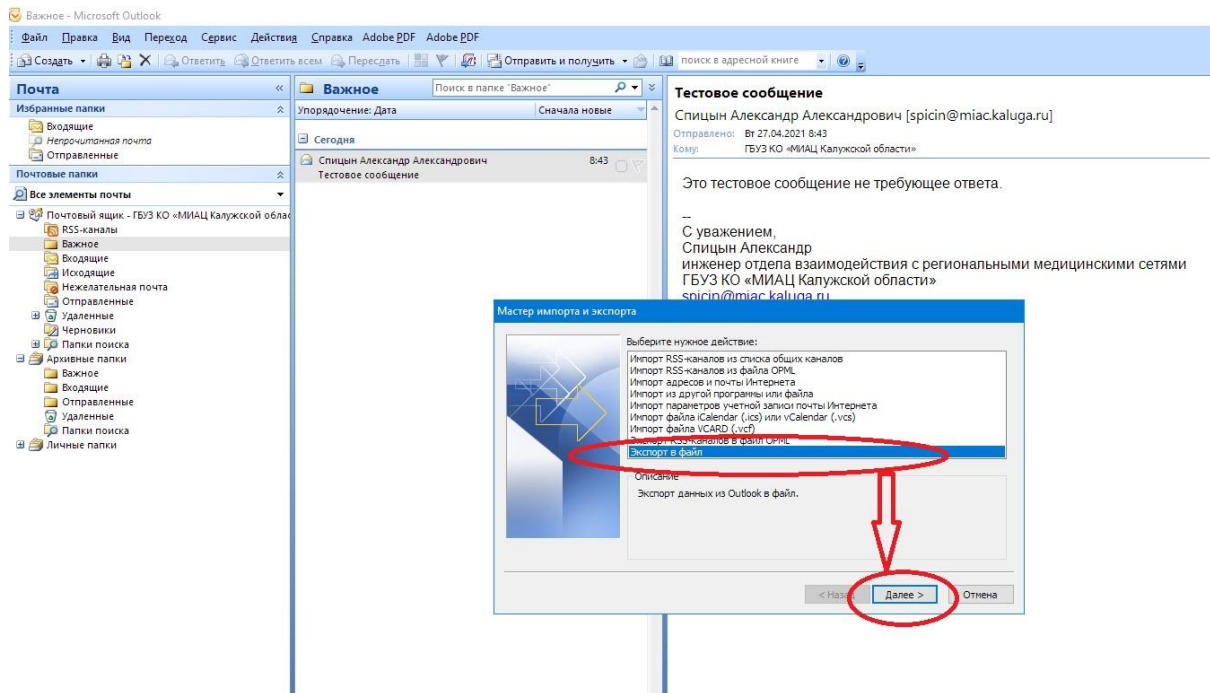 Важное - Microsoft Outlook
Файл Правка Вид Переход Сервис Действия Справка Adobe PDF Adobe PDF
Создать Ответить Ответить всем Переслать Отправить и получить поиск в адресной книге
Почта
Избранные папки
Входящие
Непрочитанная почта
Отправленные
Почтовые папки
Все элементы почты
Почтовый ящик - ГБУЗ КО «МИАЦ Калужской облас
RSS-каналы
Важное
Входящие
Исходящие
Нежелательная почта
Отправленные
Удаленные
Черновики
Папки поиска
Архивные папки
Важное
Входящие
Отправленные
Удаленные
Папки поиска
Личные папки
Важное
Поиск в папке "Важное"
Упорядочение: Дата Сначала новые
Сегодня
Спицын Александр Александрович 8:43
Тестовое сообщение
Тестовое сообщение
Спицын Александр Александрович [spicin@miac.kaluga.ru]
Отправлено: Вт 27.04.2021 8:43
Кому: ГБУЗ КО «МИАЦ Калужской области»
Это тестовое сообщение не требующее ответа.
--
С уважением,
Спицын Александр
инженер отдела взаимодействия с региональными медицинскими сетями
ГБУЗ КО «МИАЦ Калужской области»
spicin@miac.kaluga.ru
Мастер импорта и экспорта
Выберите нужное действие:
Импорт RSS-каналов из списка общих каналов
Импорт RSS-каналов из файла OPML
Импорт адресов и почты Интернета
Импорт из другой программы или файла
Импорт параметров учетной записи почты Интернета
Импорт файла iCalendar (.ics) или vCalendar (.vcs)
Импорт файла VCARD (.vcf)
Экспорт RSS-каналов в файл OPML
Экспорт в файл
Описание
Экспорт данных из Outlook в файл.
< Назад Далее > Отмена